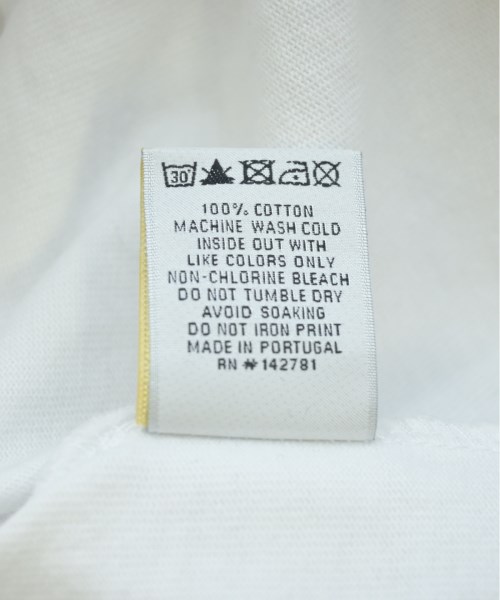 30°
100% COTTON
MACHINE WASH COLD
INSIDE OUT WITH
LIKE COLORS ONLY
NON-CHLORINE BLEACH
DO NOT TUMBLE DRY
AVOID SOAKING
DO NOT IRON PRINT
MADE IN PORTUGAL
RN #142781